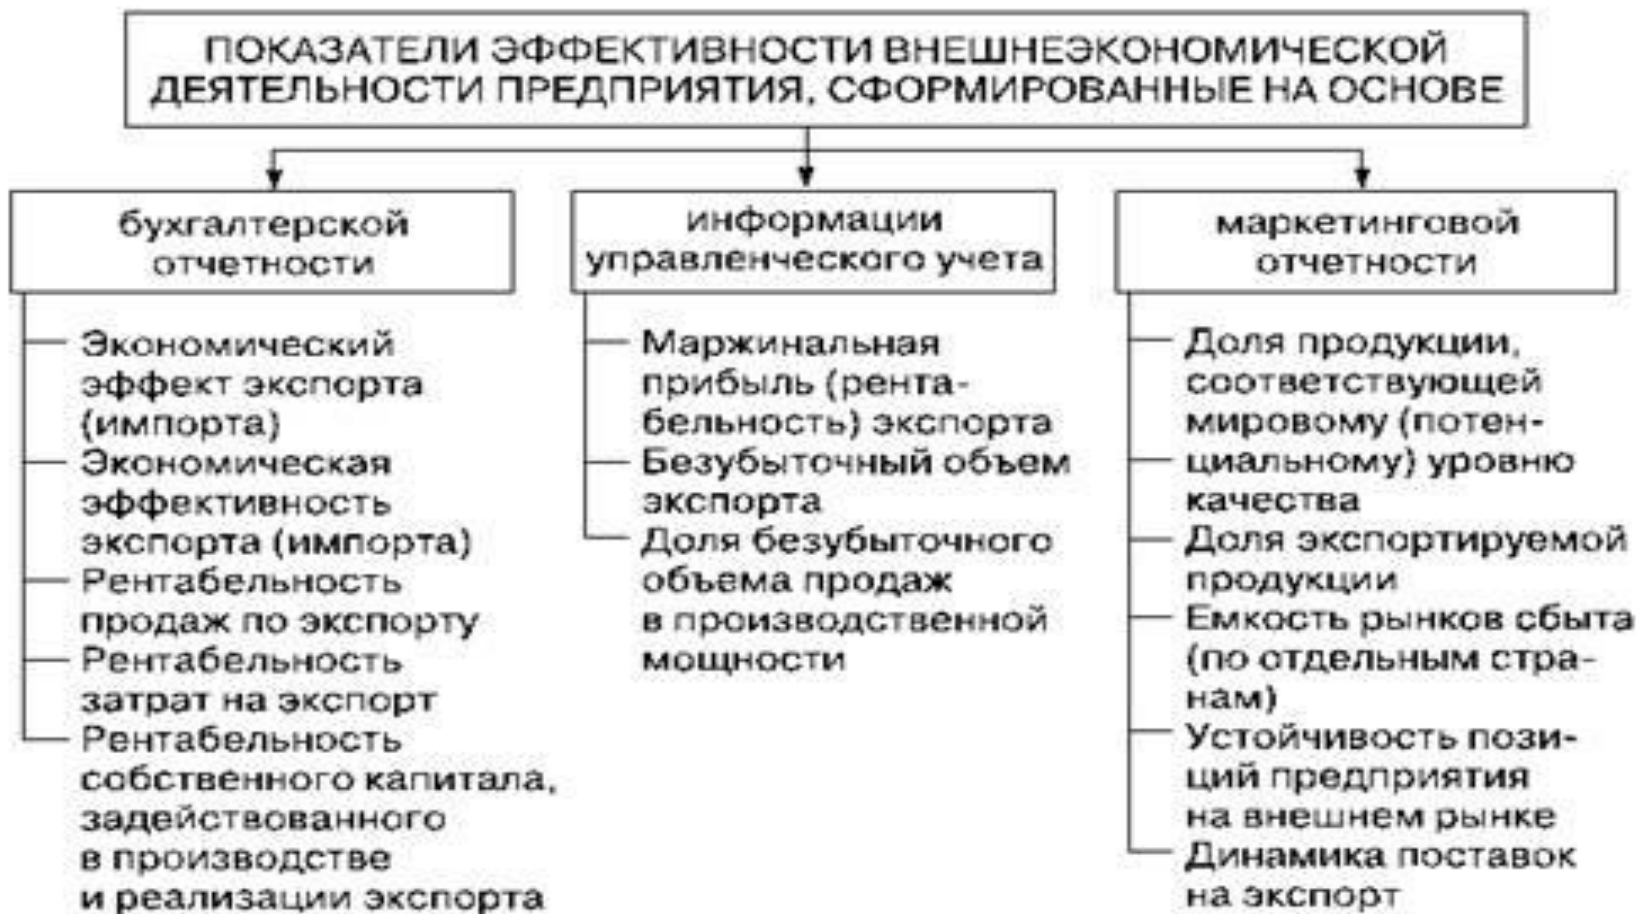 ПОКАЗАТЕЛИ ЭФФЕКТИВНОСТИ ВНЕШНЕЭКОНОМИЧЕСКОЙ
ДЕЯТЕЛЬНОСТИ ПРЕДПРИЯТИЯ, СФОРМИРОВАННЫЕ НА ОСНОВЕ
бухгалтерской
отчетности
Экономический
эффект экспорта
(импорта)
Экономическая
эффективность
экспорта (импорта)
Рентабельность
продаж по экспорту
Рентабельность
затрат на экспорт
Рентабельность
собственного капитала,
задействованного
в производстве
и реализации экспорта
информации
управленческого учета
Маржинальная
прибыль (рента-
бельность) экспорта
Безубыточный объем
экспорта
Доля безубыточного
объема продаж
в производственной
мощности
маркетинговой
отчетности
Доля продукции,
соответствующей
мировому (потен-
циальному) уровню
качества
Доля экспортируемой
продукции
Емкость рынков сбыта
(по отдельным стра-
нам)
Устойчивость пози-
ций предприятия
на внешнем рынке
Динамика поставок
на экспорт